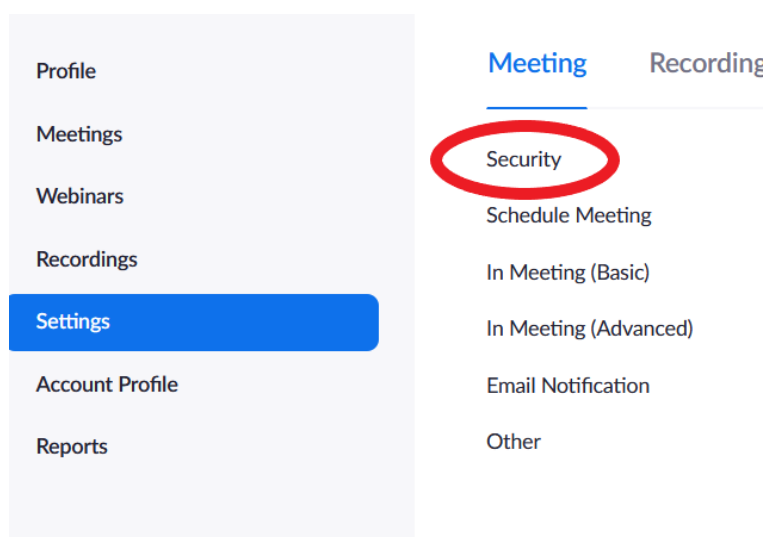 Profile
Meetings
Webinars
Recordings
Settings
Account Profile
Reports
Meeting Recording
Security
Schedule Meeting
In Meeting (Basic)
In Meeting (Advanced)
Email Notification
Other